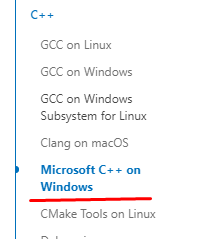 C++
GCC on Linux
GCC on Windows
GCC on Windows
Subsystem for Linux
Clang on macOS
Microsoft C++ on
Windows
CMake Tools on Linux